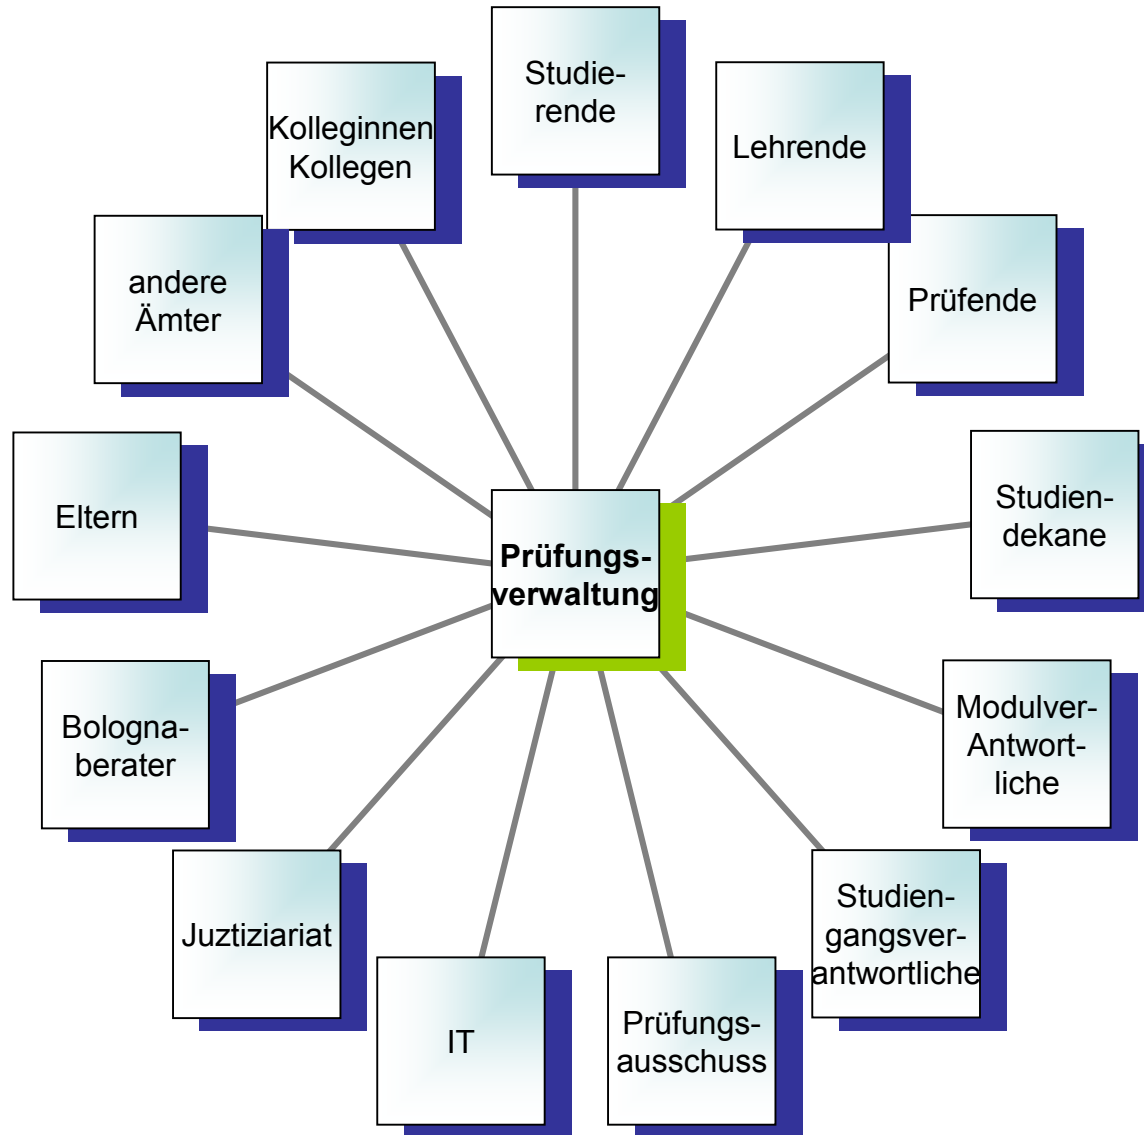 Studie-
rende
Kolleginnen
Kollegen
Lehrende
andere
Ämter
Prüfende
Eltern
Studien-
dekane
Prüfungs-
verwaltung
Bologna-
berater
Modulver-
Antwort-
liche
Juztiziariat
Studien-
gangsver-
antwortliche
IT
Prüfungs-
ausschuss